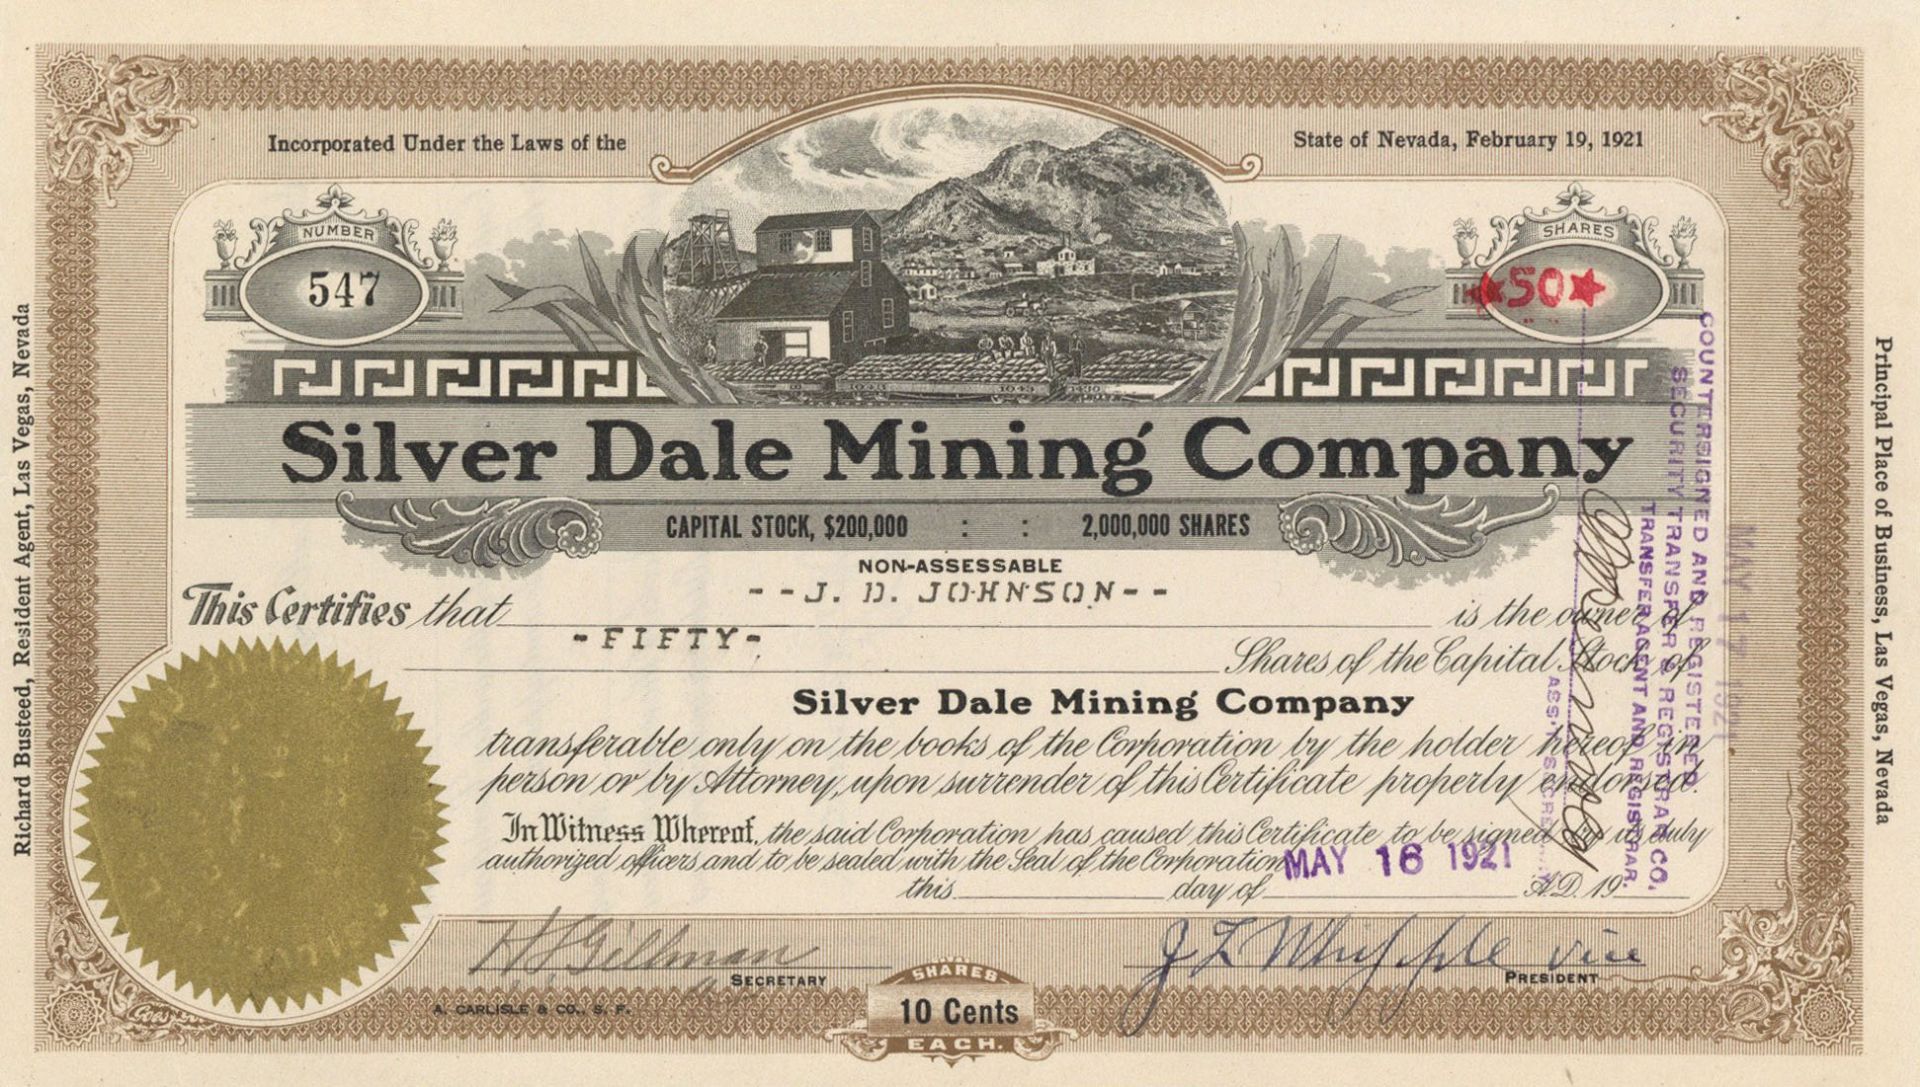 Incorporated Under the Laws of the
State of Nevada, February 19, 1921
NUMBER
547
SHARES
★50★
Silver Dale Mining Company
CAPITAL STOCK, $200,000 : : 2,000,000 SHARES
NON-ASSESSABLE
This Certifies that --J. D. JOHNSON-- is the owner of
-FIFTY- Shares of the Capital Stock of
Silver Dale Mining Company
transferable only on the books of the Corporation by the holder hereof in
person or by Attorney, upon surrender of this Certificate properly endorsed.
In Witness Whereof, the said Corporation has caused this Certificate to be signed by its duly
authorized officers and to be sealed with the Seal of the Corporation
this day of MAY 16 1921 A.D. 19
H S Gillman
SECRETARY
J L Whipple vice
PRESIDENT
A. CARLISLE & CO., S. F.
SHARES
10 Cents
EACH.
Richard Busteed, Resident Agent, Las Vegas, Nevada
Principal Place of Business, Las Vegas, Nevada
COUNTERSIGNED AND REGISTERED
SECURITY TRANSFER & REGISTRAR CO.
TRANSFER AGENT AND REGISTRAR.
ASS'T SECRETARY
MAY 17 1921
1643
1643
1430